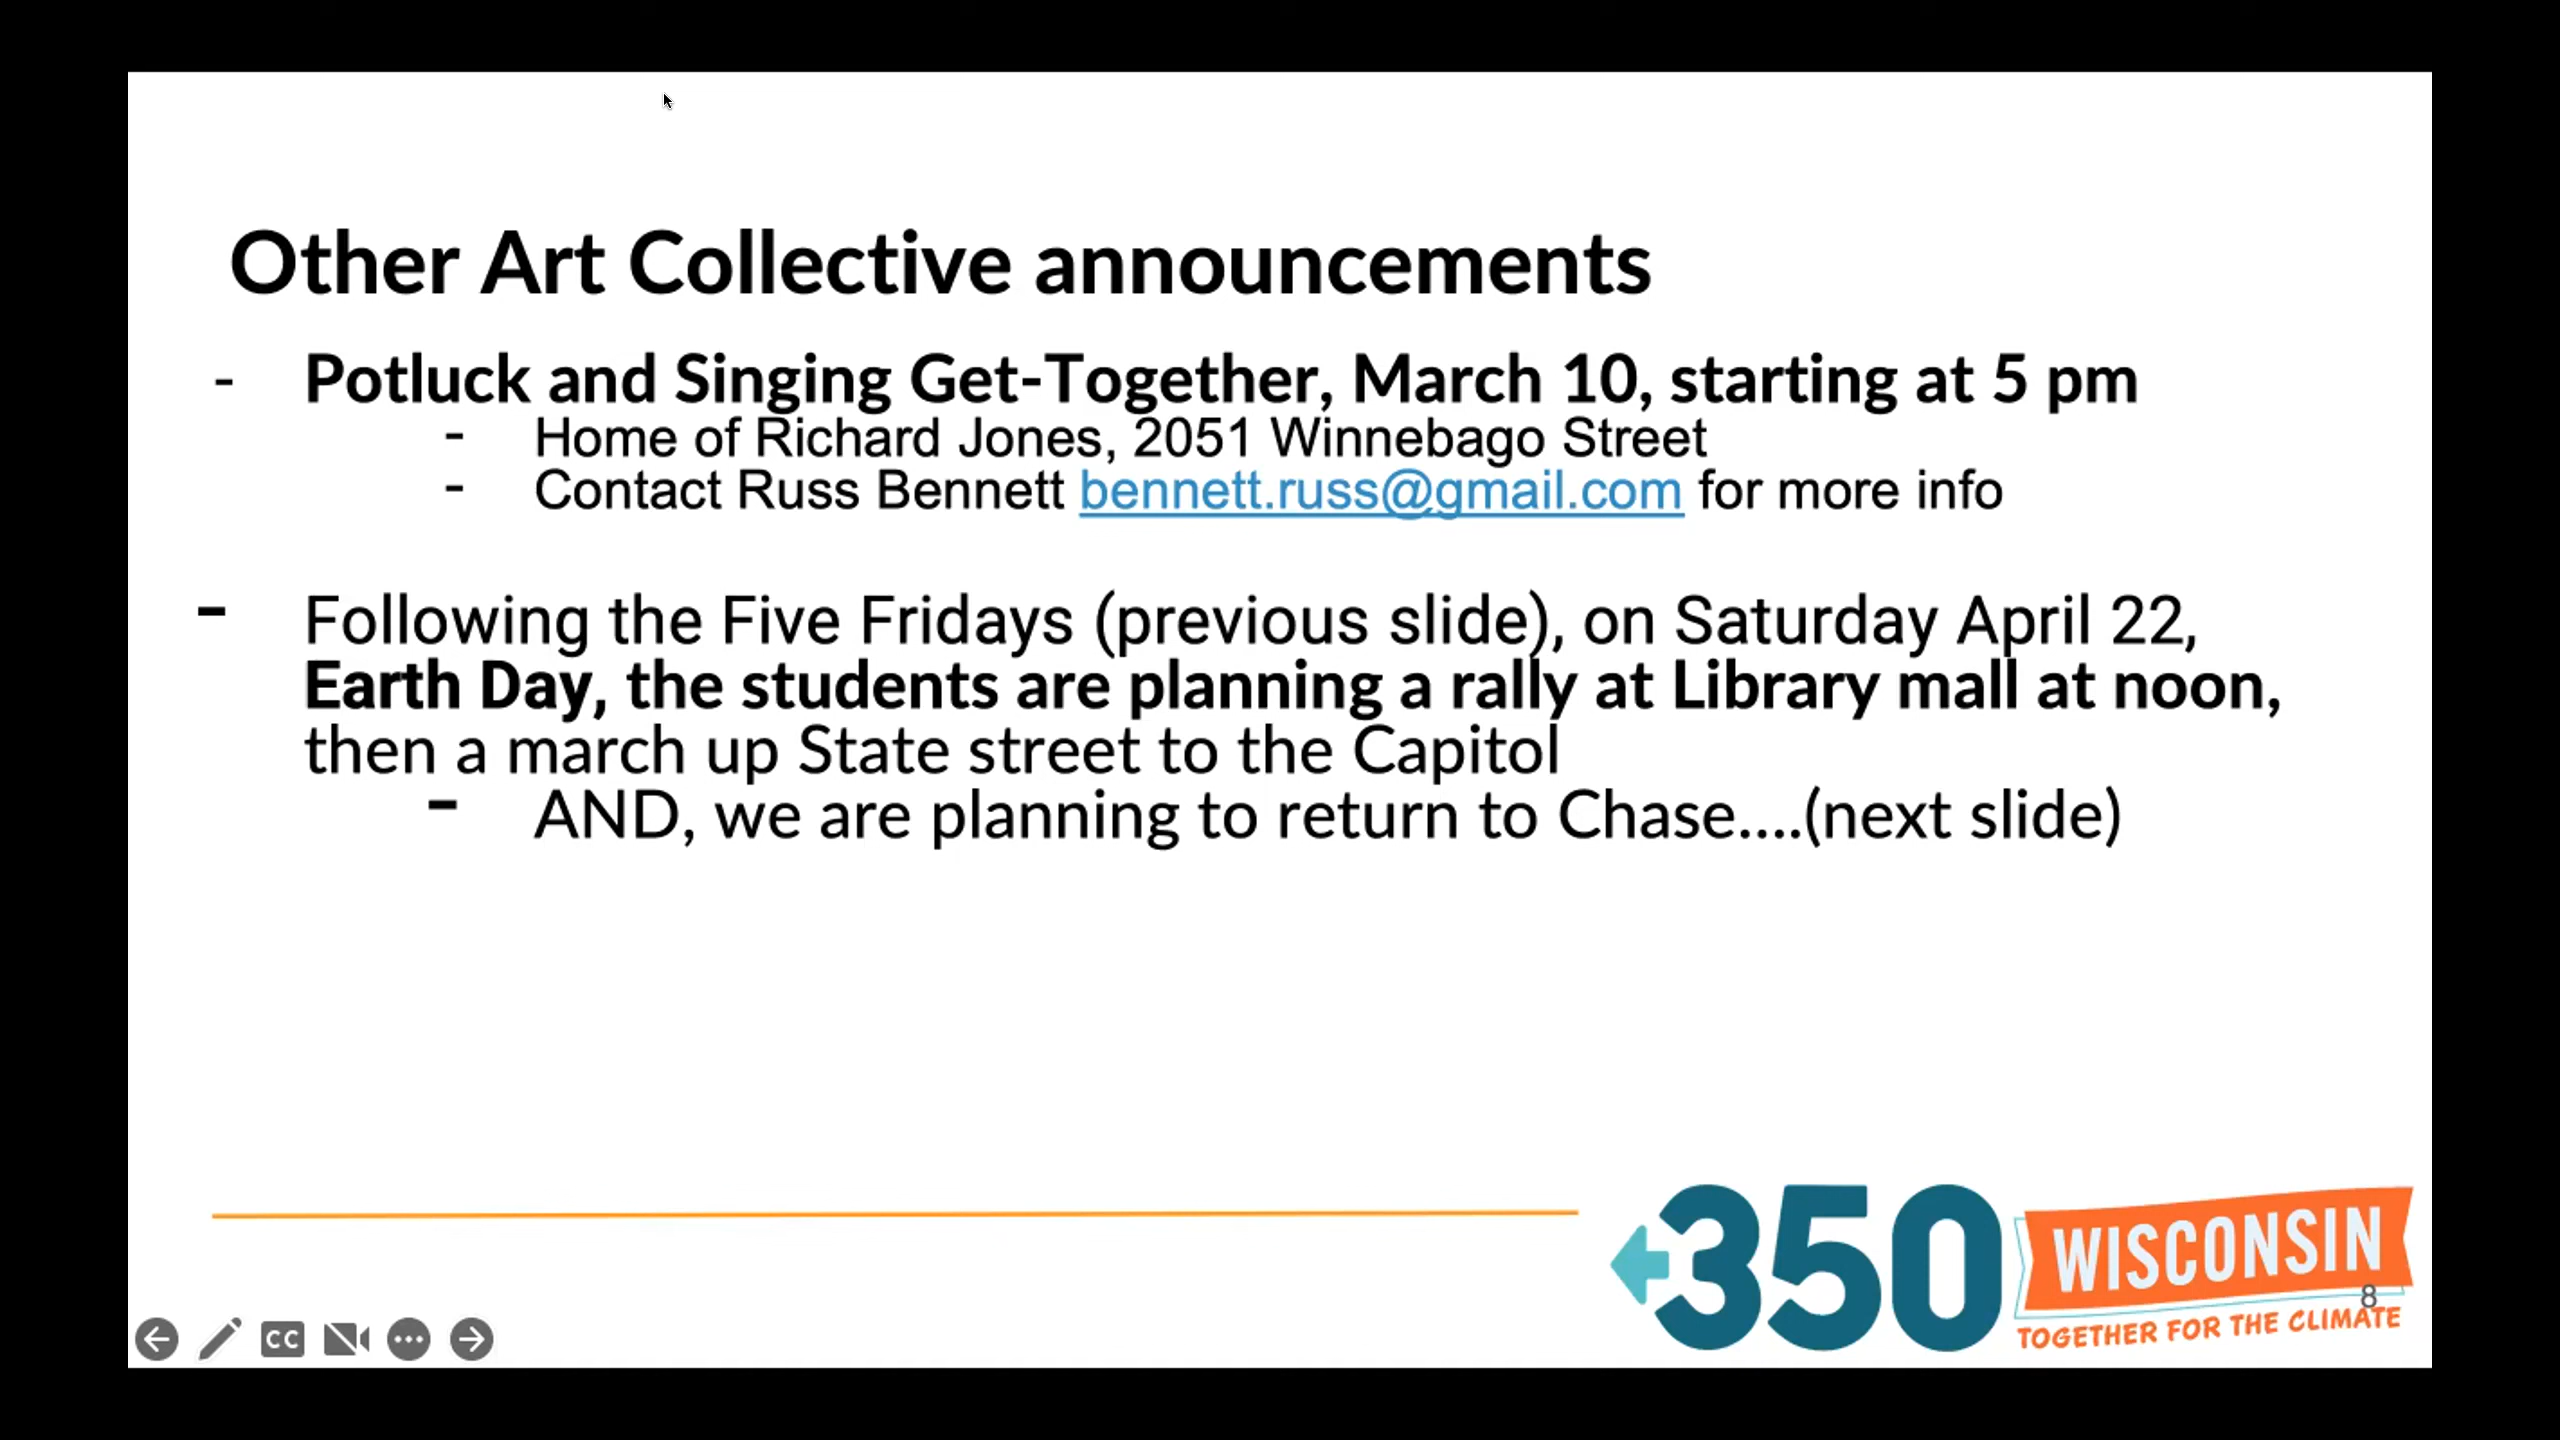 Other Art Collective announcements
- Potluck and Singing Get-Together, March 10, starting at 5 pm
- Home of Richard Jones, 2051 Winnebago Street
- Contact Russ Bennett bennett.russ@gmail.com for more info
- Following the Five Fridays (previous slide), on Saturday April 22,
Earth Day, the students are planning a rally at Library mall at noon,
then a march up State street to the Capitol
- AND, we are planning to return to Chase....(next slide)
350 WISCONSIN
8
TOGETHER FOR THE CLIMATE
CC